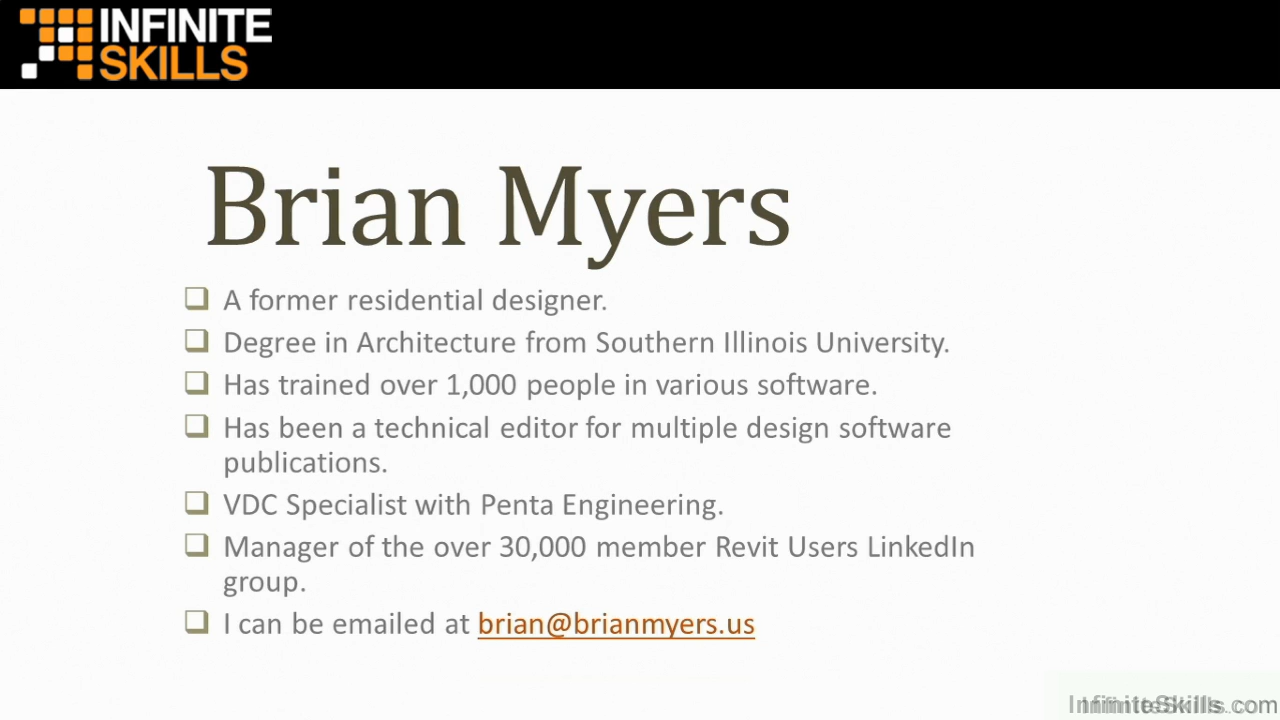 INFINITE
SKILLS
Brian Myers
A former residential designer.
Degree in Architecture from Southern Illinois University.
Has trained over 1,000 people in various software.
Has been a technical editor for multiple design software
publications.
VDC Specialist with Penta Engineering.
Manager of the over 30,000 member Revit Users LinkedIn
group.
I can be emailed at brian@brianmyers.us
InfiniteSkills.com